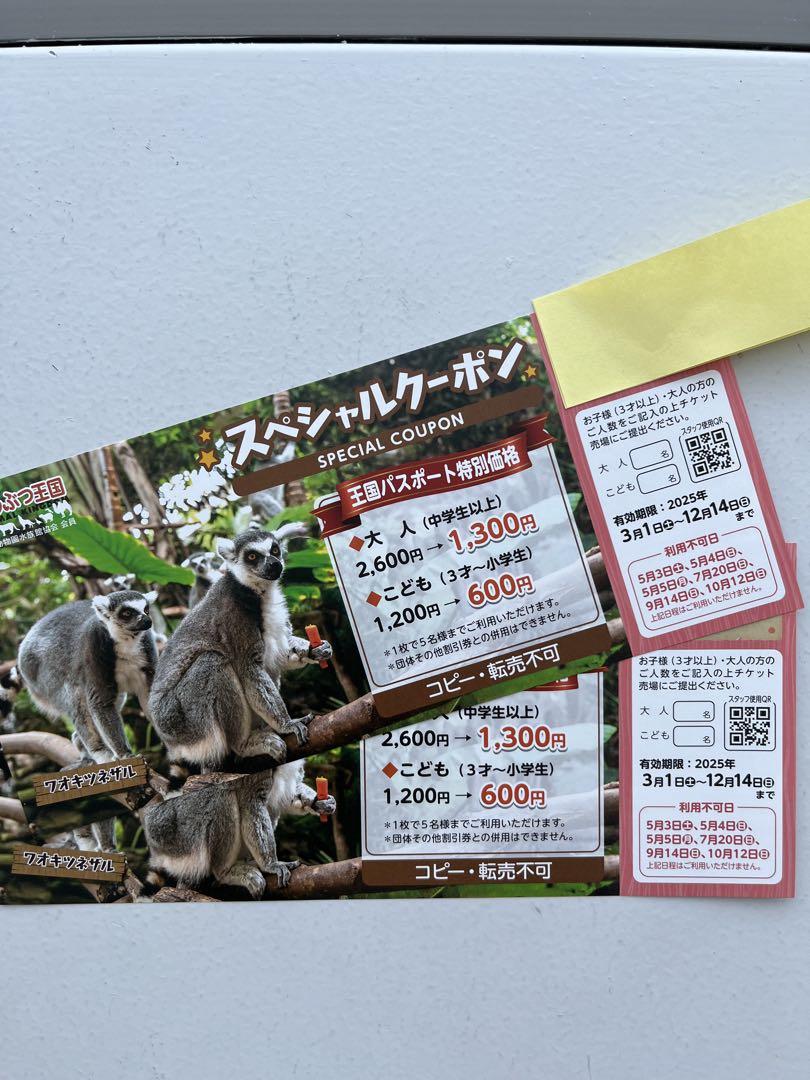 スペシャルクーポン
SPECIAL COUPON
ぶつ王国
動物園水族館協会 会員
王国パスポート特別価格
◆大 人(中学生以上)
2,600円→1,300円
◆こども(3才〜小学生)
1,200円→600円
*1枚で5名様までご利用いただけます。
*団体その他割引券との併用はできません。
コピー・転売不可
ワオキツネザル
お子様(3才以上)・大人の方の
ご人数をご記入の上チケット
売場にご提出ください。
スタッフ使用QR
大 人 名
こども 名
有効期限:2025年
3月1日土〜12月14日日
まで
利用不可日
5月3日土、5月4日日、
5月5日月、7月20日日、
9月14日日、10月12日日
上記日程はご利用いただけません。
人(中学生以上)
2,600円→1,300円
◆こども(3才〜小学生)
1,200円→600円
*1枚で5名様までご利用いただけます。
*団体その他割引券との併用はできません。
コピー・転売不可
ワオキツネザル
お子様(3才以上)・大人の方の
ご人数をご記入の上チケット
売場にご提出ください。
スタッフ使用QR
大 人 名
こども 名
有効期限:2025年
3月1日土〜12月14日日
まで
利用不可日
5月3日土、5月4日日、
5月5日月、7月20日日、
9月14日日、10月12日日
上記日程はご利用いただけません。